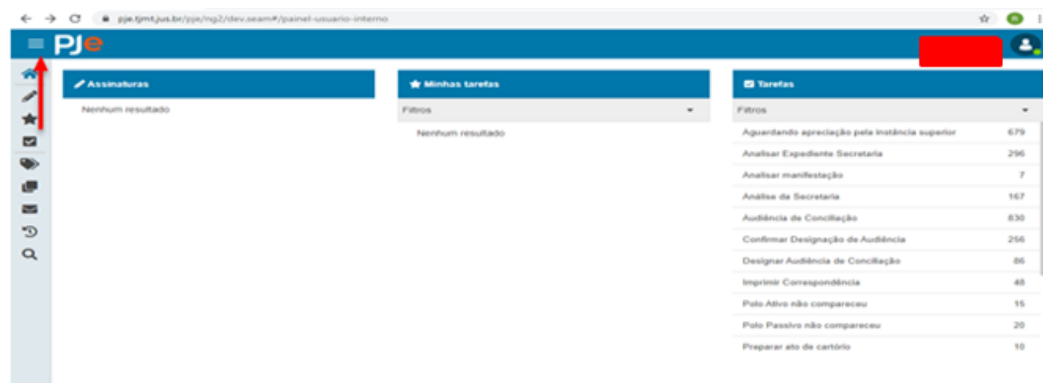 pje.tjmt.jus.br/pje/ng2/dev.seam#/painel-usuario-interno
PJe
Assinaturas
Nenhum resultado
Minhas tarefas
Filtros
Nenhum resultado
Tarefas
Filtros
Aguardando apreciação pela instância superior 679
Analisar Expediente Secretaria 296
Analisar manifestação 7
Análise da Secretaria 167
Audiência de Conciliação 830
Confirmar Designação de Audiência 256
Designar Audiência de Conciliação 86
Imprimir Correspondência 48
Polo Ativo não compareceu 15
Polo Passivo não compareceu 20
Preparar ato de cartório 10